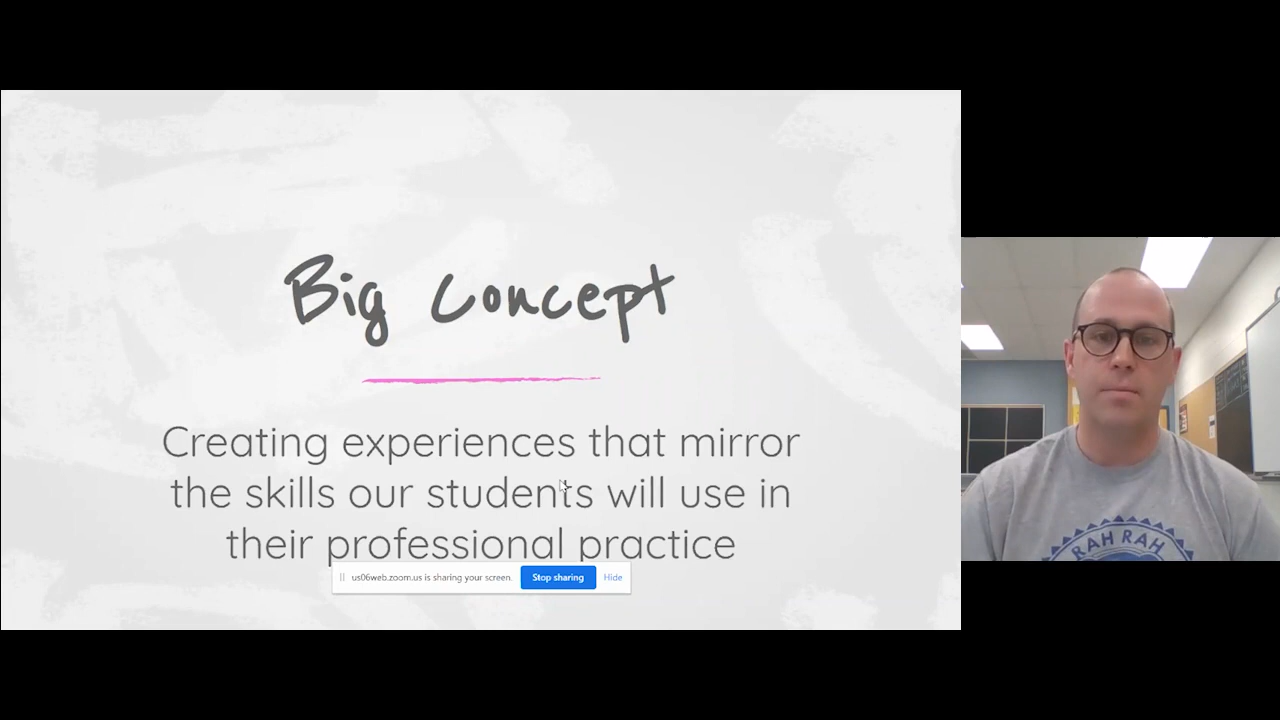 Big Concept
Creating experiences that mirror
the skills our students will use in
their professional practice
us06web.zoom.us is sharing your screen.
Stop sharing
Hide
RAH RAH